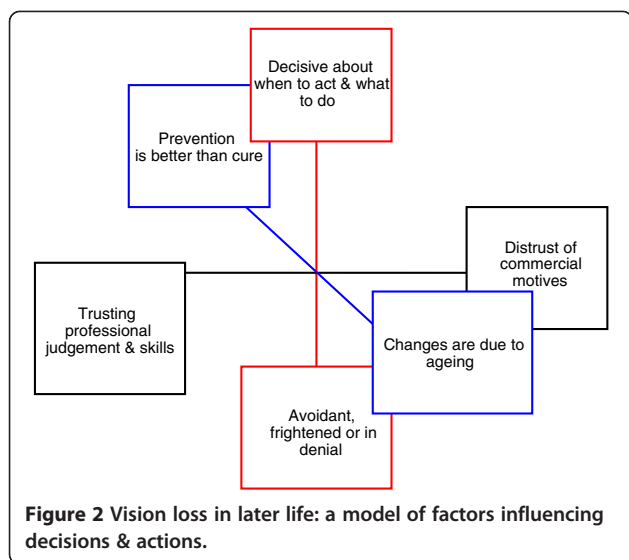 Decisive about
when to act & what
to do
Prevention
is better than cure
Distrust of
commercial
motives
Trusting
professional
judgement & skills
Changes are due to
ageing
Avoidant,
frightened or in
denial
Figure 2 Vision loss in later life: a model of factors influencing
decisions & actions.